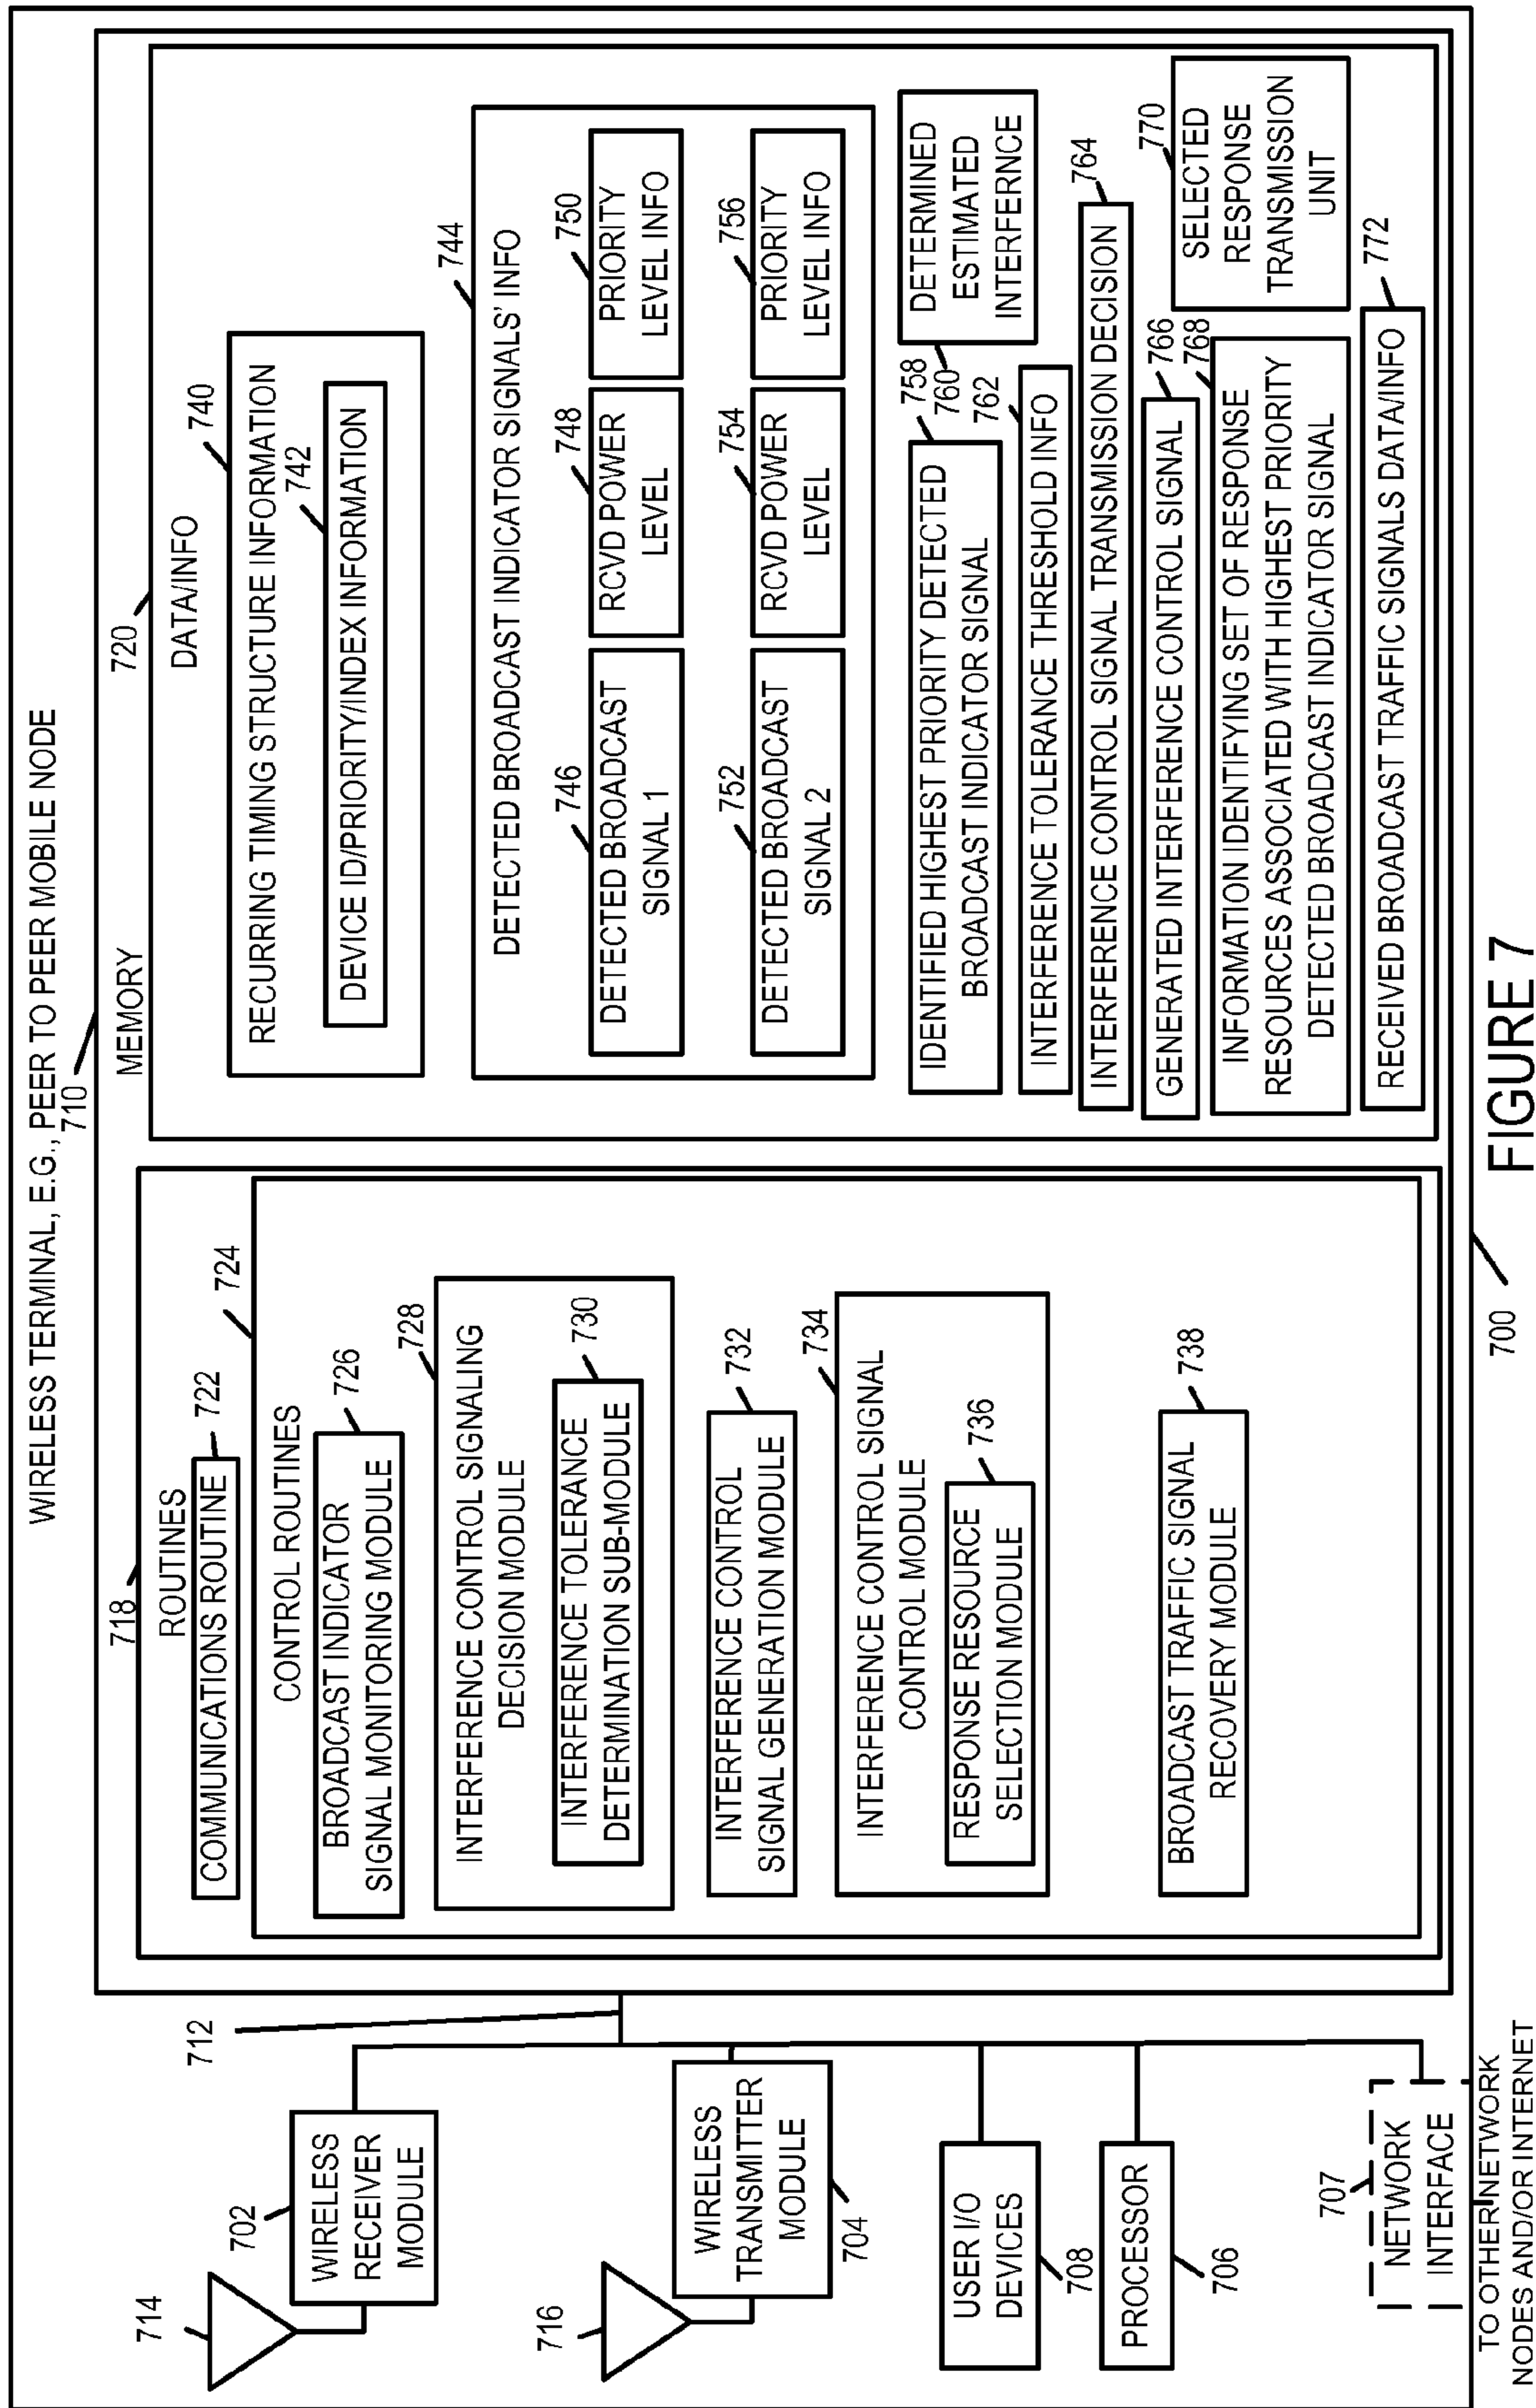 WIRELESS TERMINAL, E.G., PEER TO PEER MOBILE NODE
714
702
WIRELESS
RECEIVER
MODULE
716
WIRELESS
TRANSMITTER
MODULE
704
USER I/O
DEVICES
708
PROCESSOR
706
707
NETWORK
INTERFACE
TO OTHER NETWORK
NODES AND/OR INTERNET
712
710
MEMORY
718
ROUTINES
COMMUNICATIONS ROUTINE
722
724
CONTROL ROUTINES
BROADCAST INDICATOR
SIGNAL MONITORING MODULE
726
728
INTERFERENCE CONTROL SIGNALING
DECISION MODULE
INTERFERENCE TOLERANCE
DETERMINATION SUB-MODULE
730
INTERFERENCE CONTROL
SIGNAL GENERATION MODULE
732
734
INTERFERENCE CONTROL SIGNAL
CONTROL MODULE
RESPONSE RESOURCE
SELECTION MODULE
736
BROADCAST TRAFFIC SIGNAL
RECOVERY MODULE
738
720
DATA/INFO
740
RECURRING TIMING STRUCTURE INFORMATION
742
DEVICE ID/PRIORITY/INDEX INFORMATION
744
DETECTED BROADCAST INDICATOR SIGNALS' INFO
746
DETECTED BROADCAST
SIGNAL 1
748
RCVD POWER
LEVEL
750
PRIORITY
LEVEL INFO
752
DETECTED BROADCAST
SIGNAL 2
754
RCVD POWER
LEVEL
756
PRIORITY
LEVEL INFO
758
IDENTIFIED HIGHEST PRIORITY DETECTED
BROADCAST INDICATOR SIGNAL
760
DETERMINED
ESTIMATED
INTERFERNCE
762
INTERFERENCE TOLERANCE THRESHOLD INFO
764
INTERFERENCE CONTROL SIGNAL TRANSMISSION DECISION
766
GENERATED INTERFERENCE CONTROL SIGNAL
768
INFORMATION IDENTIFYING SET OF RESPONSE
RESOURCES ASSOCIATED WITH HIGHEST PRIORITY
DETECTED BROADCAST INDICATOR SIGNAL
770
SELECTED
RESPONSE
TRANSMISSION
UNIT
772
RECEIVED BROADCAST TRAFFIC SIGNALS DATA/INFO
700
FIGURE 7